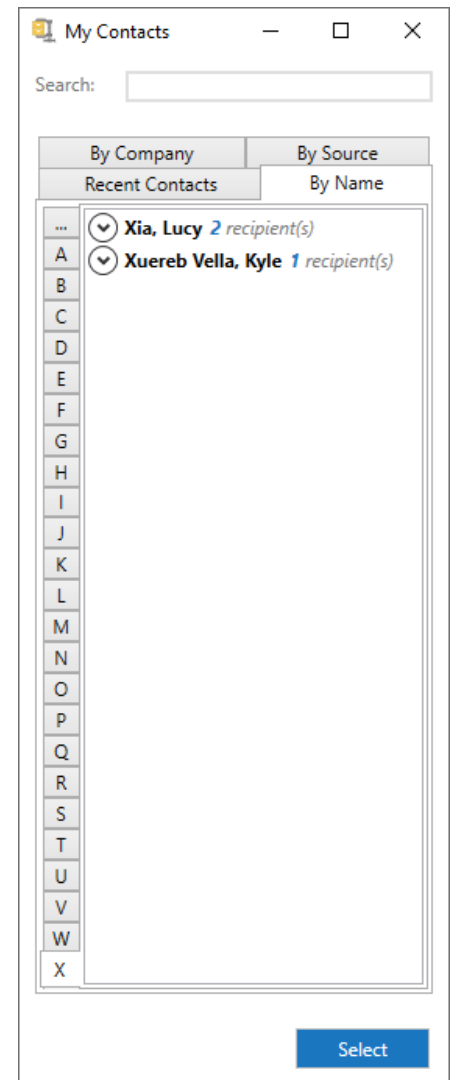 My Contacts
Search:
By Company By Source
Recent Contacts By Name
...
A
B
C
D
E
F
G
H
I
J
K
L
M
N
O
P
Q
R
S
T
U
V
W
X
Xia, Lucy 2 recipient(s)
Xuereb Vella, Kyle 1 recipient(s)
Select